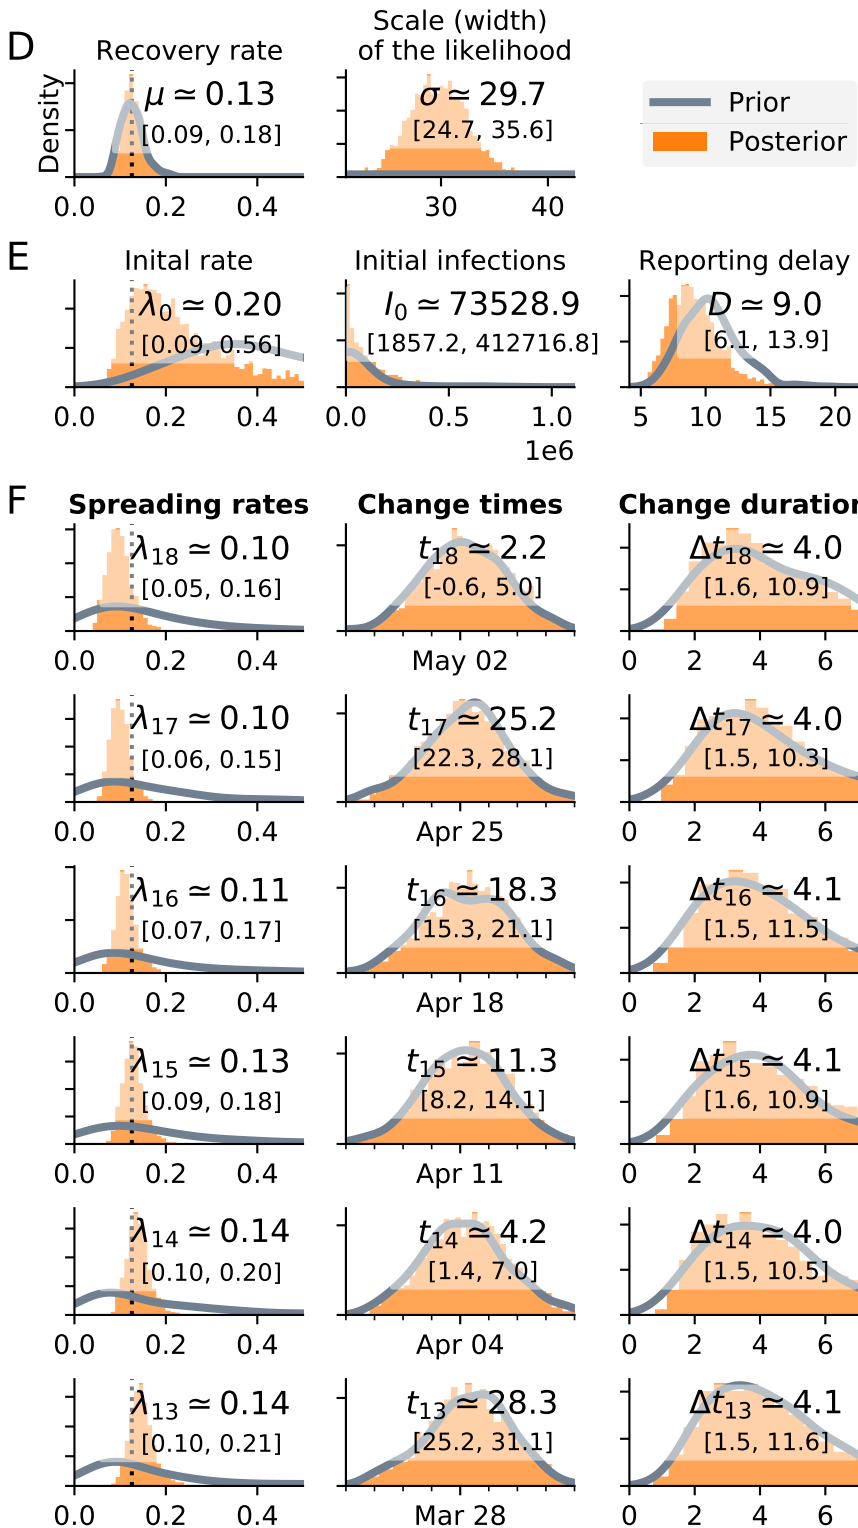 D
Recovery rate
Density
μ ≃ 0.13
[0.09, 0.18]
0.0 0.2 0.4
Scale (width)
of the likelihood
σ ≃ 29.7
[24.7, 35.6]
30 40
Prior
Posterior
E
Inital rate
λ0 ≃ 0.20
[0.09, 0.56]
0.0 0.2 0.4
Initial infections
I0 ≃ 73528.9
[1857.2, 412716.8]
0.0 0.5 1.0
1e6
Reporting delay
D ≃ 9.0
[6.1, 13.9]
5 10 15 20
F
Spreading rates
Change times
Change duration
λ18 ≃ 0.10
[0.05, 0.16]
0.0 0.2 0.4
t18 ≃ 2.2
[-0.6, 5.0]
May 02
Δt18 ≃ 4.0
[1.6, 10.9]
0 2 4 6
λ17 ≃ 0.10
[0.06, 0.15]
0.0 0.2 0.4
t17 ≃ 25.2
[22.3, 28.1]
Apr 25
Δt17 ≃ 4.0
[1.5, 10.3]
0 2 4 6
λ16 ≃ 0.11
[0.07, 0.17]
0.0 0.2 0.4
t16 ≃ 18.3
[15.3, 21.1]
Apr 18
Δt16 ≃ 4.1
[1.5, 11.5]
0 2 4 6
λ15 ≃ 0.13
[0.09, 0.18]
0.0 0.2 0.4
t15 ≃ 11.3
[8.2, 14.1]
Apr 11
Δt15 ≃ 4.1
[1.6, 10.9]
0 2 4 6
λ14 ≃ 0.14
[0.10, 0.20]
0.0 0.2 0.4
t14 ≃ 4.2
[1.4, 7.0]
Apr 04
Δt14 ≃ 4.0
[1.5, 10.5]
0 2 4 6
λ13 ≃ 0.14
[0.10, 0.21]
0.0 0.2 0.4
t13 ≃ 28.3
[25.2, 31.1]
Mar 28
Δt13 ≃ 4.1
[1.5, 11.6]
0 2 4 6